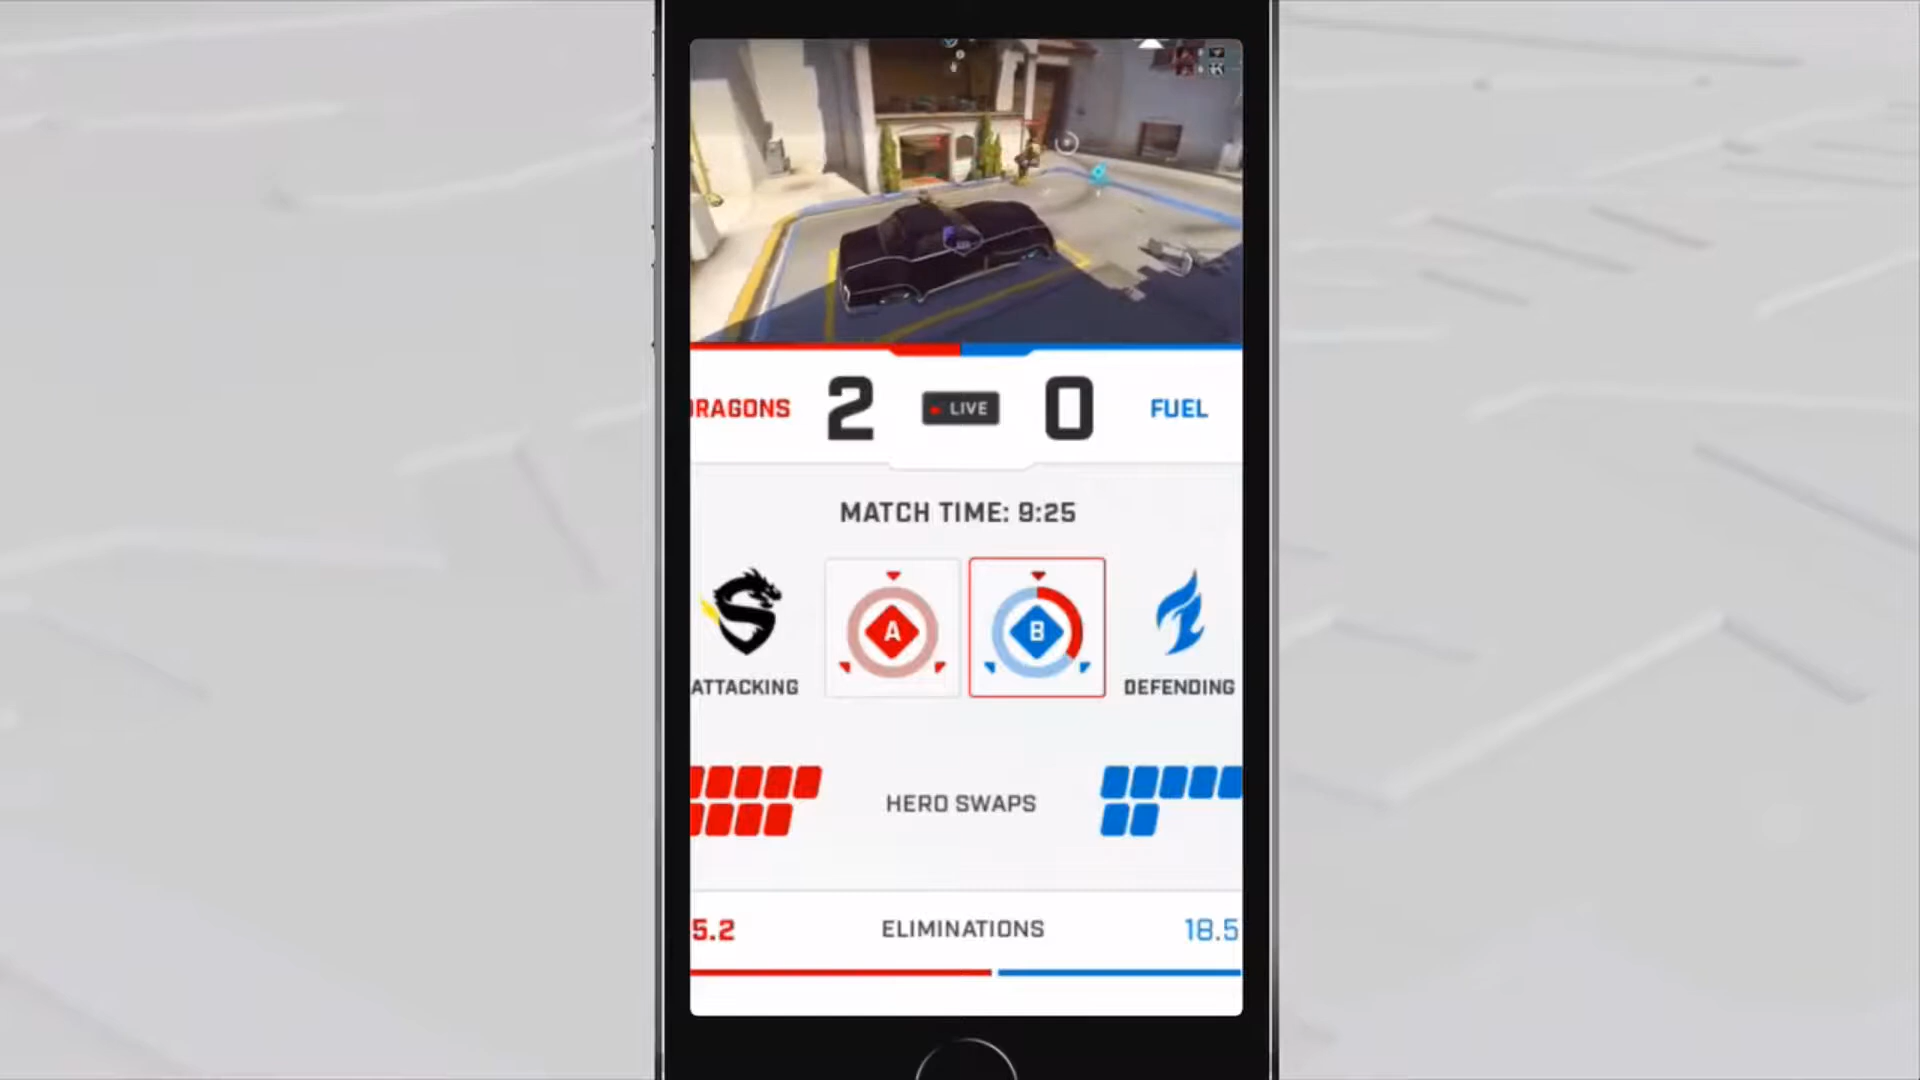 RAGONS 2 LIVE 0 FUEL
MATCH TIME: 9:25
A B
ATTACKING DEFENDING
HERO SWAPS
5.2 ELIMINATIONS 18.5